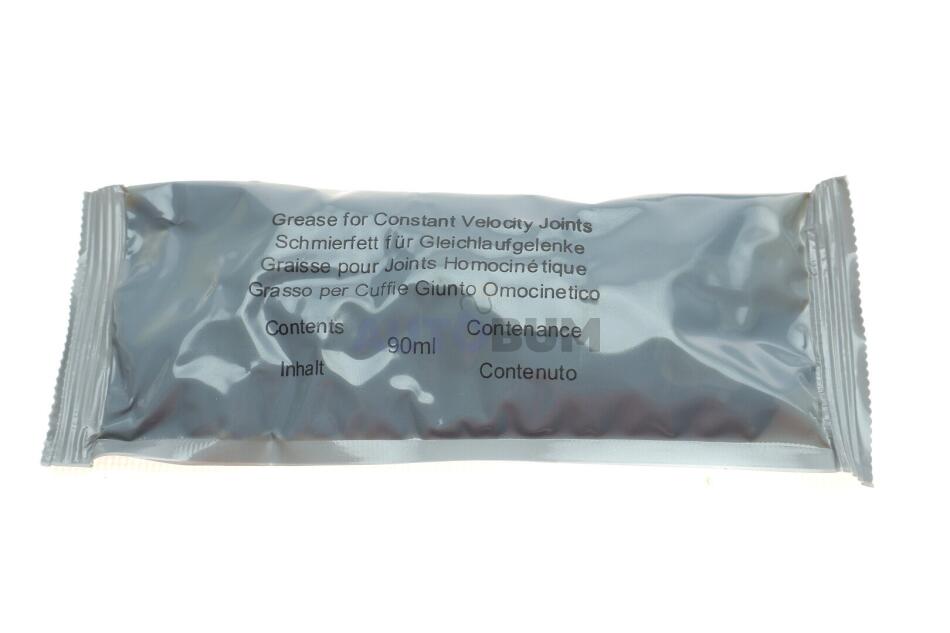 Grease for Constant Velocity Joints
Schmierfett für Gleichlaufgelenke
Graisse pour Joints Homocinétique
Grasso per Cuffie Giunto Omocinetico
Contents Contenance
90ml
Inhalt Contenuto
AUTOBUM